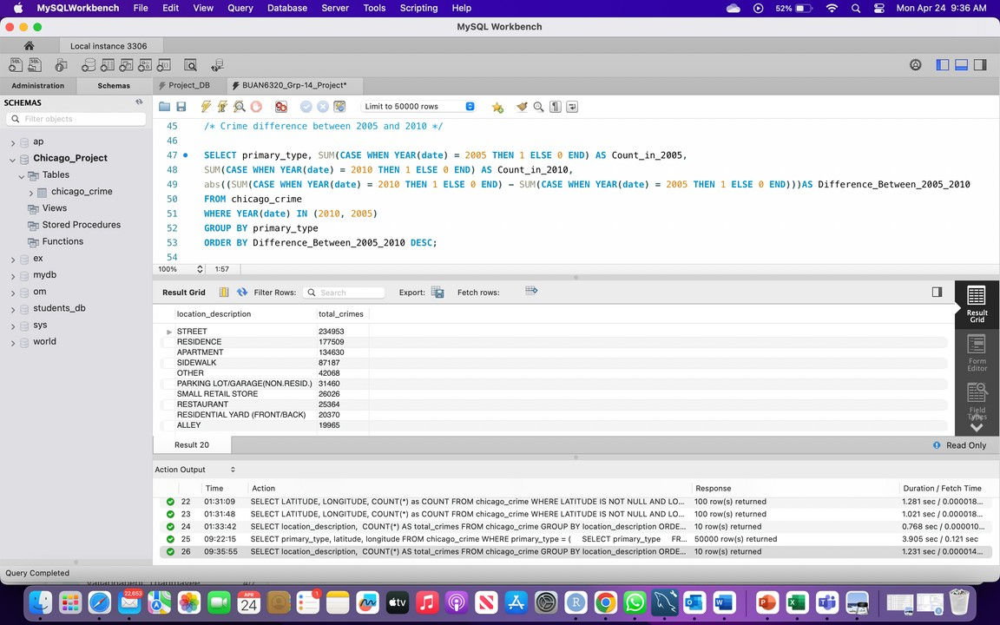 MySQLWorkbench File Edit View Query Database Server Tools Scripting Help 52% Mon Apr 24 9:36 AM
MySQL Workbench
Local instance 3306
Administration Schemas Project_DB BUAN6320_Grp-14_Project*
SCHEMAS
Filter objects
ap
Chicago_Project
Tables
chicago_crime
Views
Stored Procedures
Functions
ex
mydb
om
students_db
sys
world
Limit to 50000 rows
45 /* Crime difference between 2005 and 2010 */
46
47 SELECT primary_type, SUM(CASE WHEN YEAR(date) = 2005 THEN 1 ELSE 0 END) AS Count_in_2005,
48 SUM(CASE WHEN YEAR(date) = 2010 THEN 1 ELSE 0 END) AS Count_in_2010,
49 abs((SUM(CASE WHEN YEAR(date) = 2010 THEN 1 ELSE 0 END) - SUM(CASE WHEN YEAR(date) = 2005 THEN 1 ELSE 0 END)))AS Difference_Between_2005_2010
50 FROM chicago_crime
51 WHERE YEAR(date) IN (2010, 2005)
52 GROUP BY primary_type
53 ORDER BY Difference_Between_2005_2010 DESC;
54
100% 1:57
Result Grid Filter Rows: Search Export: Fetch rows:
location_description total_crimes
STREET 234953
RESIDENCE 177509
APARTMENT 134630
SIDEWALK 87187
OTHER 42068
PARKING LOT/GARAGE(NON.RESID.) 31460
SMALL RETAIL STORE 26026
RESTAURANT 25364
RESIDENTIAL YARD (FRONT/BACK) 20370
ALLEY 19965
Result Grid
Form Editor
Field Types
Result 20 Read Only
Action Output
Time Action Response Duration / Fetch Time
22 01:31:09 SELECT LATITUDE, LONGITUDE, COUNT(*) as COUNT FROM chicago_crime WHERE LATITUDE IS NOT NULL AND LO... 100 row(s) returned 1.281 sec / 0.000018...
23 01:31:48 SELECT LATITUDE, LONGITUDE, COUNT(*) as COUNT FROM chicago_crime WHERE LATITUDE IS NOT NULL AND LO... 100 row(s) returned 1.021 sec / 0.000018...
24 01:33:42 SELECT location_description, COUNT(*) AS total_crimes FROM chicago_crime GROUP BY location_description ORDE... 10 row(s) returned 0.768 sec / 0.000010...
25 09:22:15 SELECT primary_type, latitude, longitude FROM chicago_crime WHERE primary_type = ( SELECT primary_type FR... 50000 row(s) returned 3.905 sec / 0.121 sec
26 09:35:55 SELECT location_description, COUNT(*) AS total_crimes FROM chicago_crime GROUP BY location_description ORDE... 10 row(s) returned 1.231 sec / 0.000014...
Query Completed
22,653 APR 24 tv 1